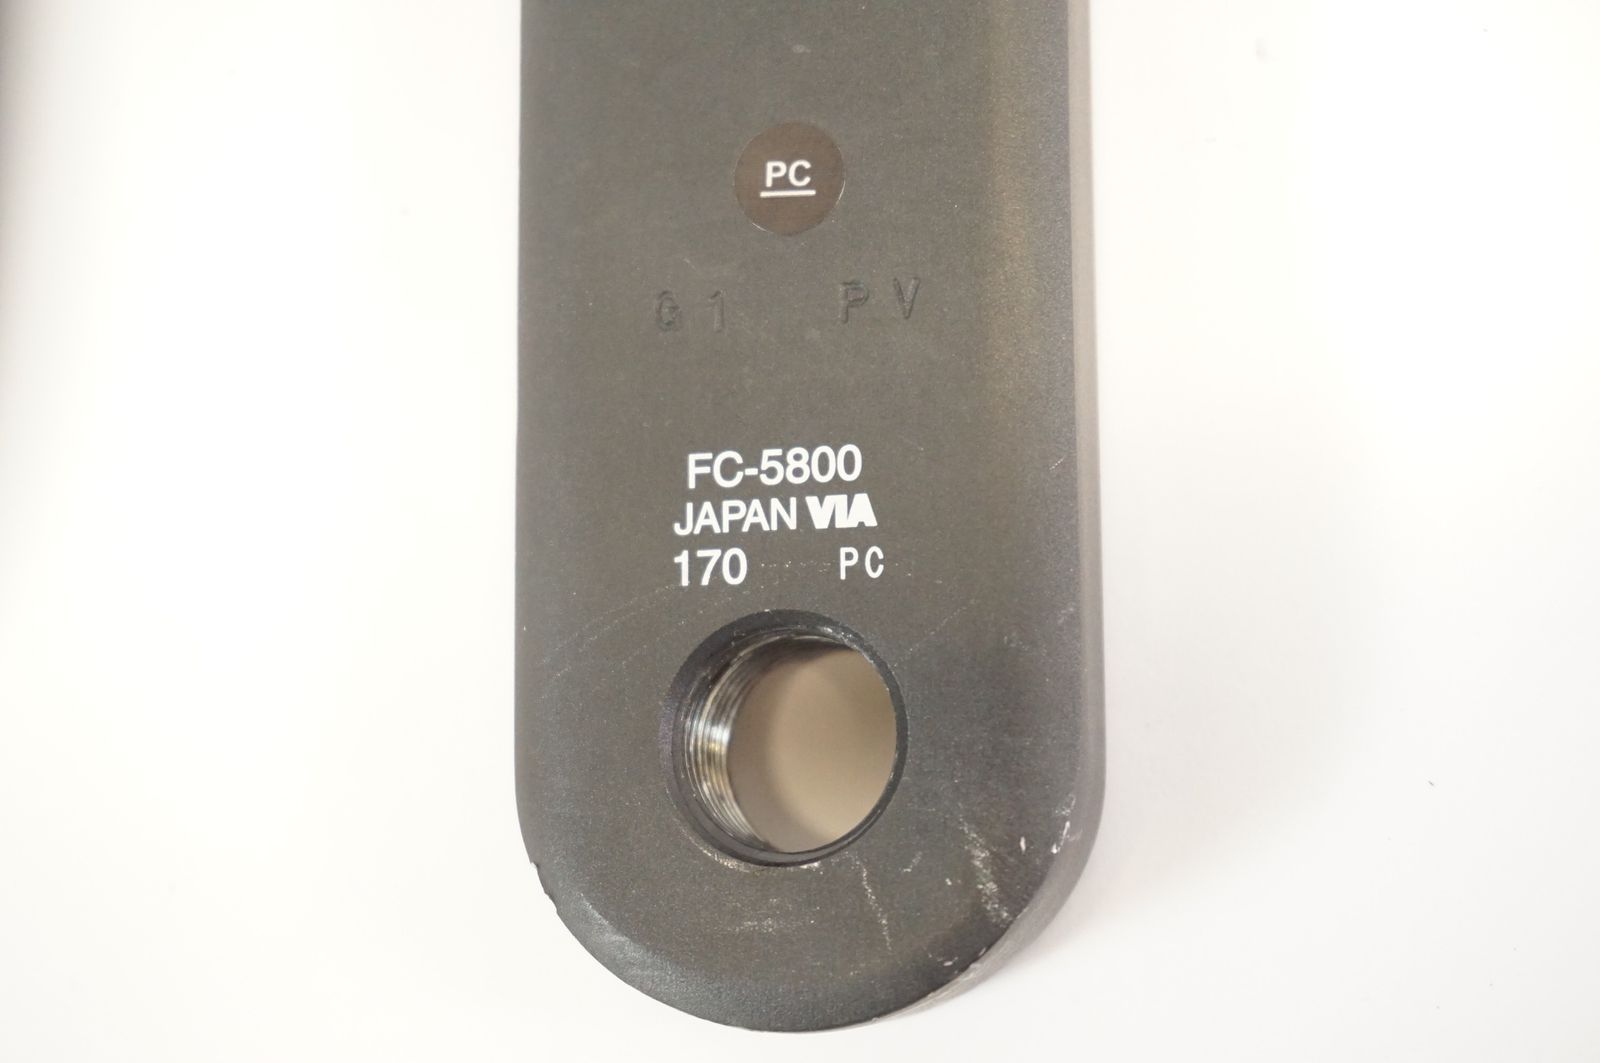 PC
G1 PV
FC-5800
JAPAN VIA
170 PC